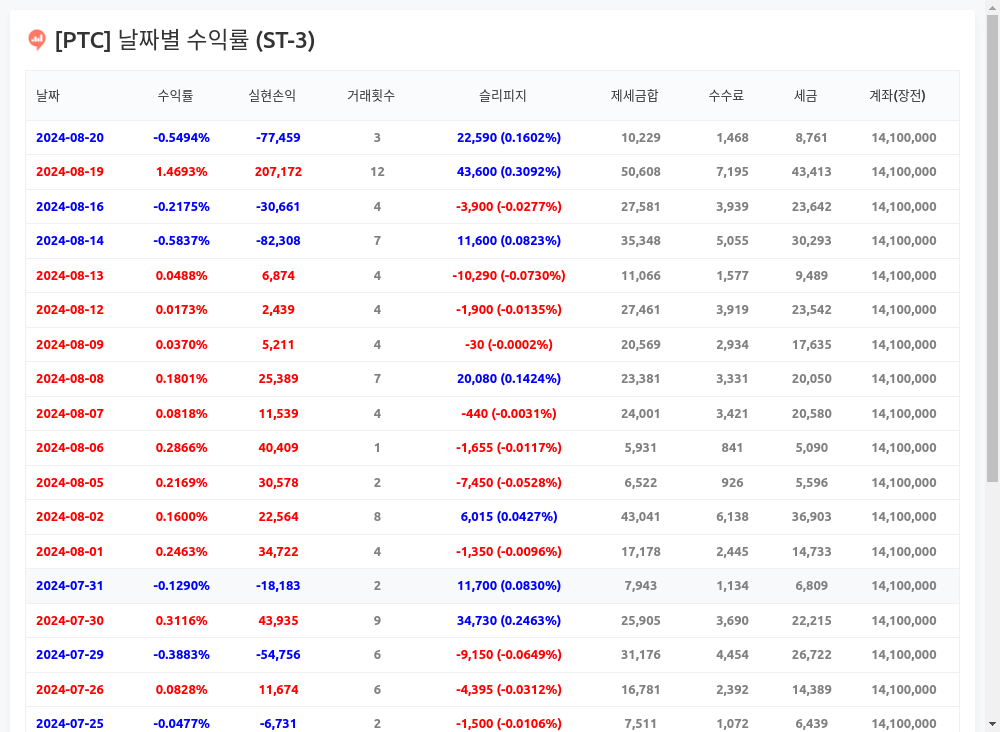 [PTC] 날짜별 수익률 (ST-3)
날짜 수익률 실현손익 거래횟수 슬리피지 제세금합 수수료 세금 계좌(장전)
2024-08-20 -0.5494% -77,459 3 22,590 (0.1602%) 10,229 1,468 8,761 14,100,000
2024-08-19 1.4693% 207,172 12 43,600 (0.3092%) 50,608 7,195 43,413 14,100,000
2024-08-16 -0.2175% -30,661 4 -3,900 (-0.0277%) 27,581 3,939 23,642 14,100,000
2024-08-14 -0.5837% -82,308 7 11,600 (0.0823%) 35,348 5,055 30,293 14,100,000
2024-08-13 0.0488% 6,874 4 -10,290 (-0.0730%) 11,066 1,577 9,489 14,100,000
2024-08-12 0.0173% 2,439 4 -1,900 (-0.0135%) 27,461 3,919 23,542 14,100,000
2024-08-09 0.0370% 5,211 4 -30 (-0.0002%) 20,569 2,934 17,635 14,100,000
2024-08-08 0.1801% 25,389 7 20,080 (0.1424%) 23,381 3,331 20,050 14,100,000
2024-08-07 0.0818% 11,539 4 -440 (-0.0031%) 24,001 3,421 20,580 14,100,000
2024-08-06 0.2866% 40,409 1 -1,655 (-0.0117%) 5,931 841 5,090 14,100,000
2024-08-05 0.2169% 30,578 2 -7,450 (-0.0528%) 6,522 926 5,596 14,100,000
2024-08-02 0.1600% 22,564 8 6,015 (0.0427%) 43,041 6,138 36,903 14,100,000
2024-08-01 0.2463% 34,722 4 -1,350 (-0.0096%) 17,178 2,445 14,733 14,100,000
2024-07-31 -0.1290% -18,183 2 11,700 (0.0830%) 7,943 1,134 6,809 14,100,000
2024-07-30 0.3116% 43,935 9 34,730 (0.2463%) 25,905 3,690 22,215 14,100,000
2024-07-29 -0.3883% -54,756 6 -9,150 (-0.0649%) 31,176 4,454 26,722 14,100,000
2024-07-26 0.0828% 11,674 6 -4,395 (-0.0312%) 16,781 2,392 14,389 14,100,000
2024-07-25 -0.0477% -6,731 2 -1,500 (-0.0106%) 7,511 1,072 6,439 14,100,000